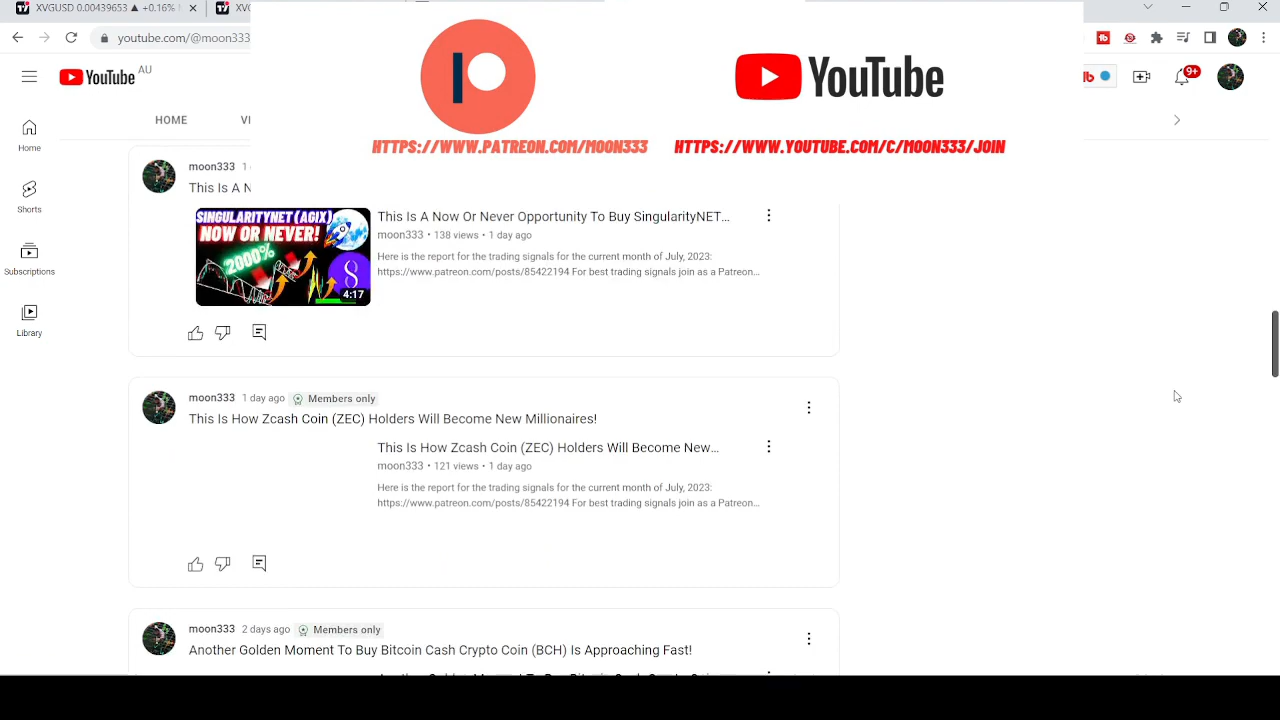 XVGUSD 0.00439653 ▲ +0.16%
youtube.com/@moon333
HTTPS://WWW.PATREON.COM/MOON333
YouTube
HTTPS://WWW.YOUTUBE.COM/C/MOON333/JOIN
YouTube AU
9+
HOME
Home
Shorts
Subscriptions
Library
moon333
This Is A N
SINGULARITYNET (AGIX)
NOW OR NEVER!
2000%
4:17
This Is A Now Or Never Opportunity To Buy SingularityNET...
moon333 • 138 views • 1 day ago
Here is the report for the trading signals for the current month of July, 2023:
https://www.patreon.com/posts/85422194 For best trading signals join as a Patreon...
moon333 1 day ago Members only
This Is How Zcash Coin (ZEC) Holders Will Become New Millionaires!
This Is How Zcash Coin (ZEC) Holders Will Become New...
moon333 • 121 views • 1 day ago
Here is the report for the trading signals for the current month of July, 2023:
https://www.patreon.com/posts/85422194 For best trading signals join as a Patreon...
moon333 2 days ago Members only
Another Golden Moment To Buy Bitcoin Cash Crypto Coin (BCH) Is Approaching Fast!